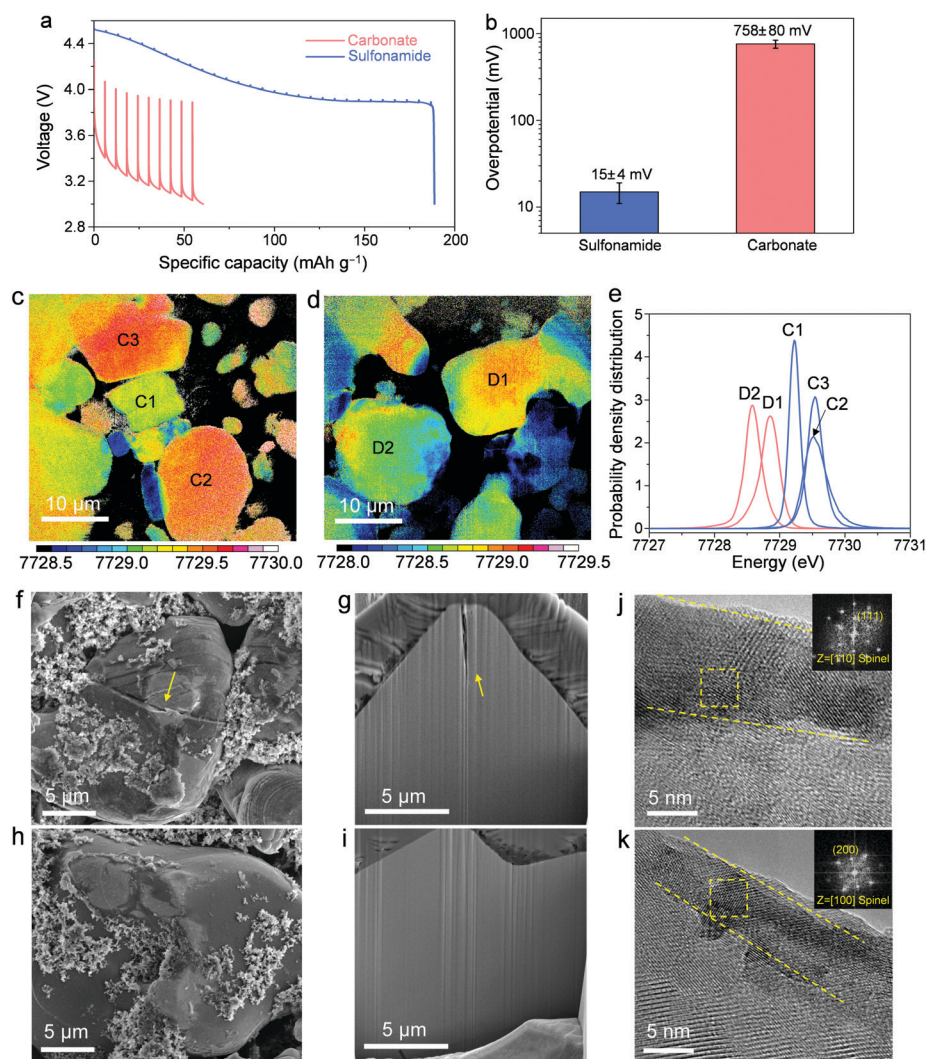 a
Carbonate
Sulfonamide
4.4
4.0
3.6
3.2
2.8
Voltage (V)
0
50
100
150
200
Specific capacity (mAh g⁻¹)
b
758±80 mV
15±4 mV
1000
100
10
Overpotential (mV)
Sulfonamide
Carbonate
c
C3
C1
C2
10 μm
7728.5
7729.0
7729.5
7730.0
d
D1
D2
10 μm
7728.0
7728.5
7729.0
7729.5
e
Probability density distribution
5
4
3
2
1
0
C1
C3
C2
D2
D1
7727
7728
7729
7730
7731
Energy (eV)
f
5 μm
g
5 μm
j
(111)
Z=[110] Spinel
5 nm
h
5 μm
i
5 μm
k
(200)
Z=[100] Spinel
5 nm